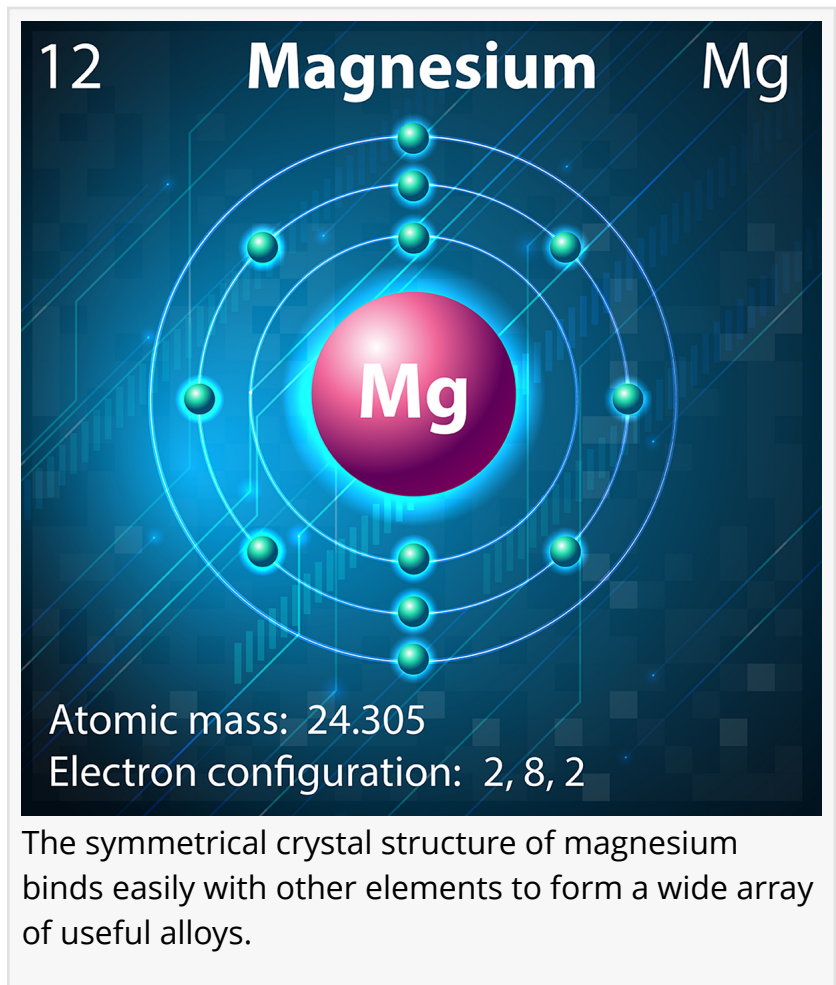 12 Magnesium Mg
Mg
Atomic mass: 24.305
Electron configuration: 2, 8, 2
The symmetrical crystal structure of magnesium
binds easily with other elements to form a wide array
of useful alloys.